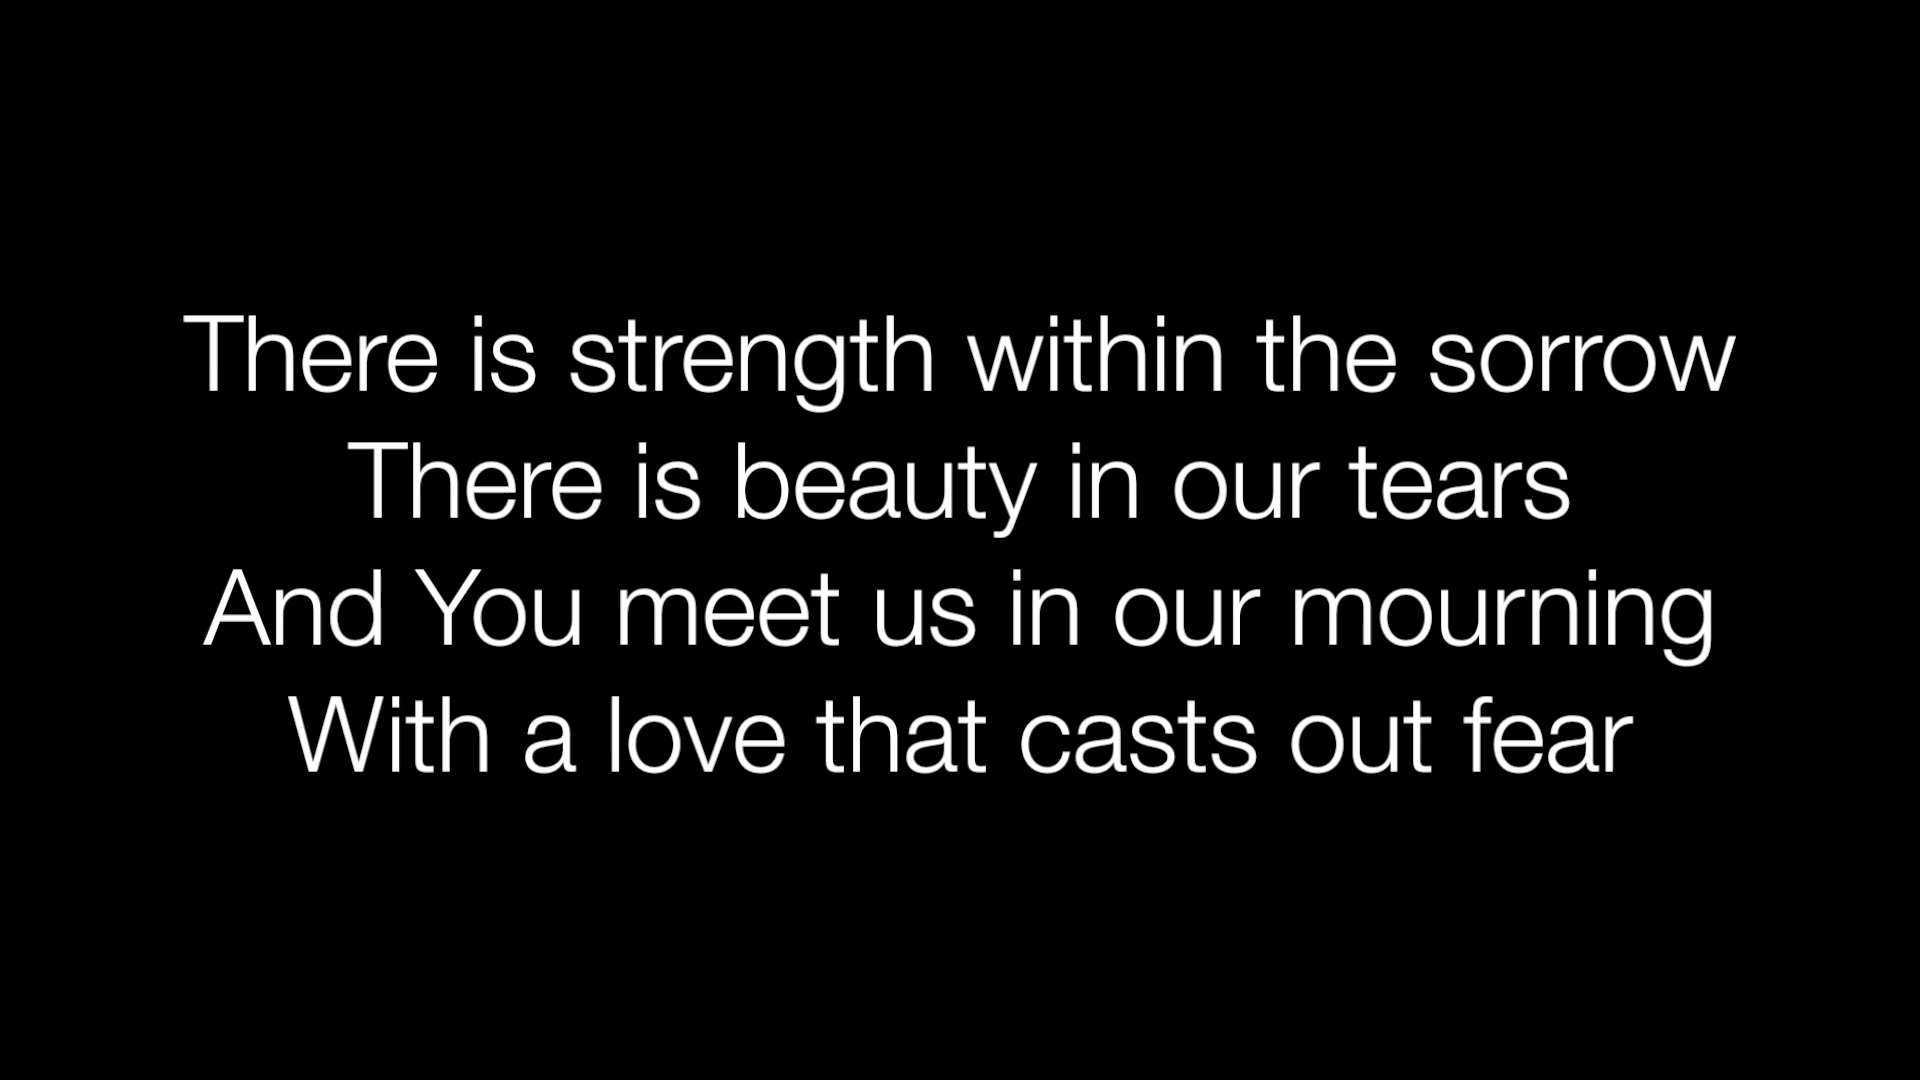 There is strength within the sorrow
There is beauty in our tears
And You meet us in our mourning
With a love that casts out fear